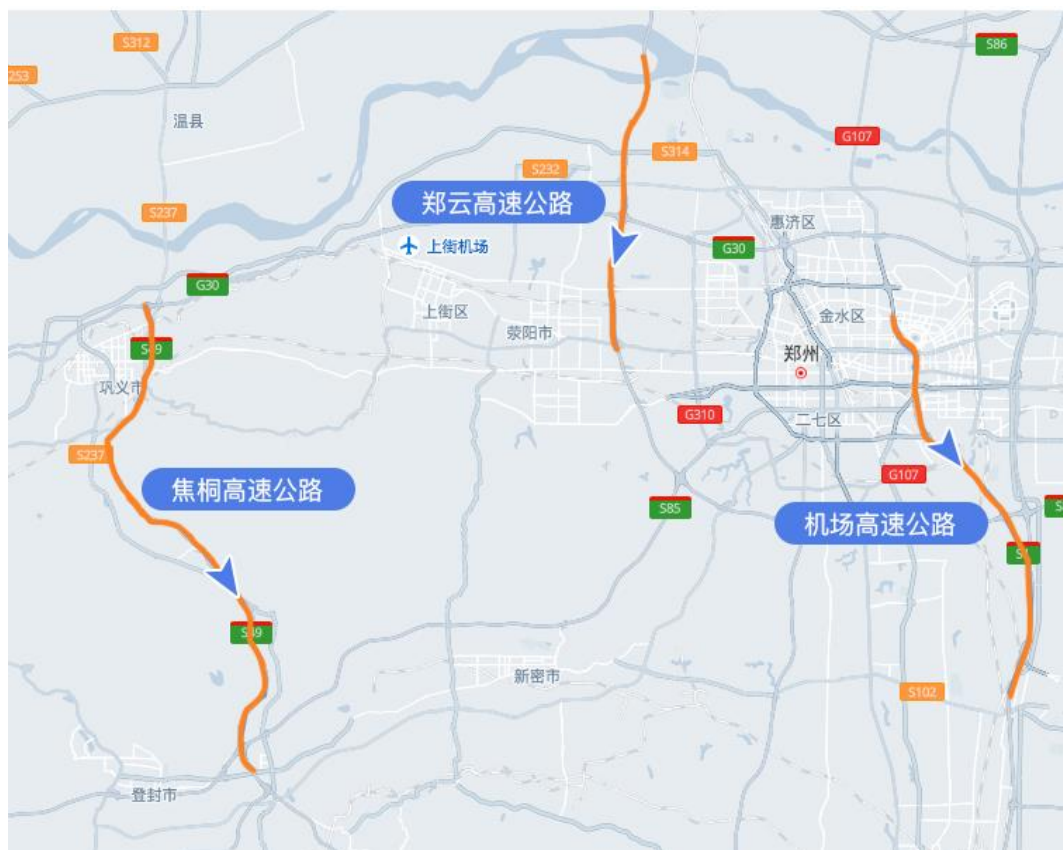 S312
S86
253
温县
G107
S314
S232
S237
郑云高速公路
惠济区
上街机场
G30
G30
上街区
荥阳市
金水区
S49
郑州
巩义市
G310
二七区
S237
G107
焦桐高速公路
S85
机场高速公路
S1
S49
新密市
S102
登封市